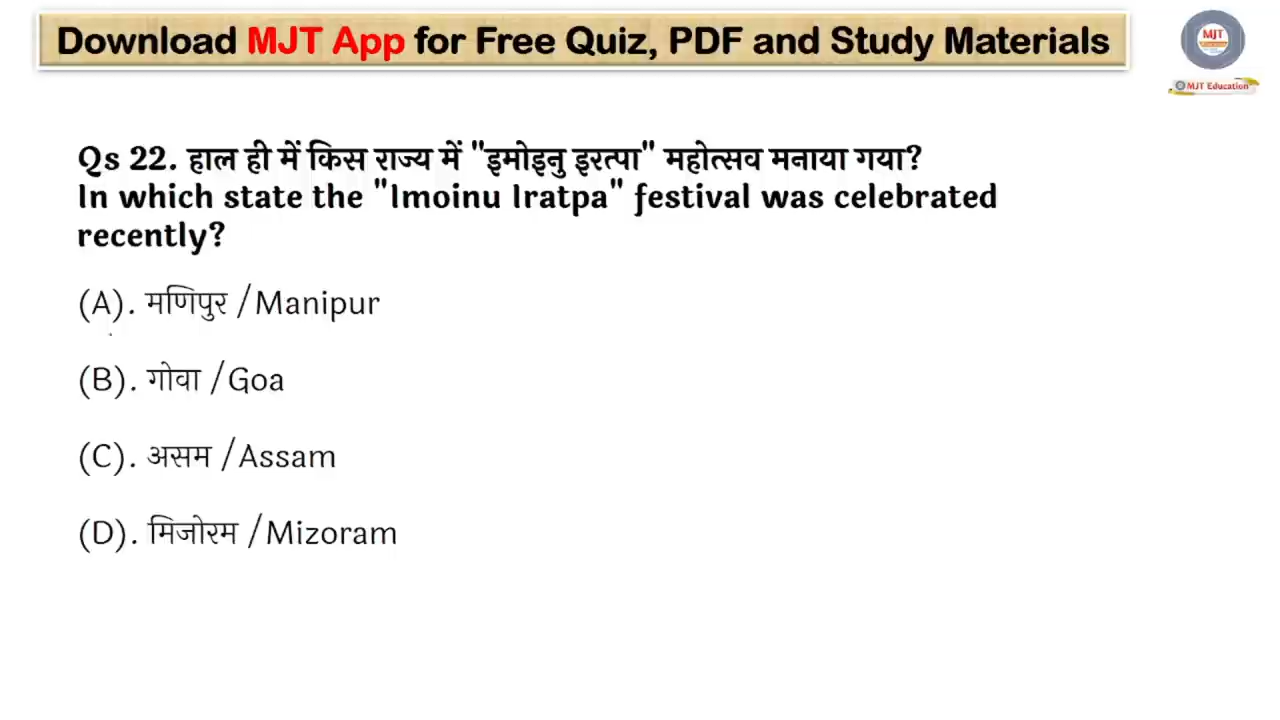 Download MJT App for Free Quiz, PDF and Study Materials
MJT
MJT Education
Qs 22. हाल ही में किस राज्य में "इमोइनु इरत्पा" महोत्सव मनाया गया?
In which state the "Imoinu Iratpa" festival was celebrated
recently?
(A). मणिपुर /Manipur
(B). गोवा /Goa
(C). असम /Assam
(D). मिजोरम /Mizoram